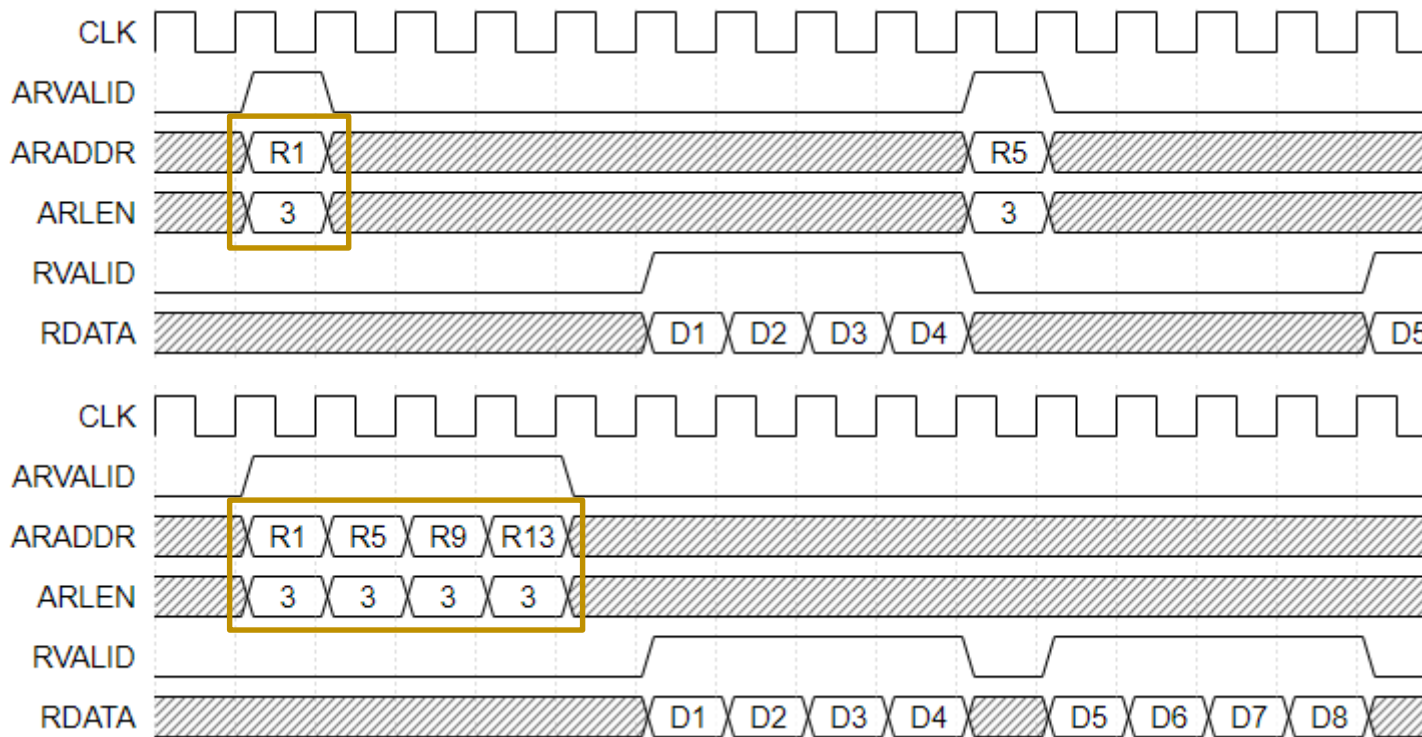 CLK
ARVALID
ARADDR R1 R5
ARLEN 3 3
RVALID
RDATA D1 D2 D3 D4 D5
CLK
ARVALID
ARADDR R1 R5 R9 R13
ARLEN 3 3 3 3
RVALID
RDATA D1 D2 D3 D4 D5 D6 D7 D8